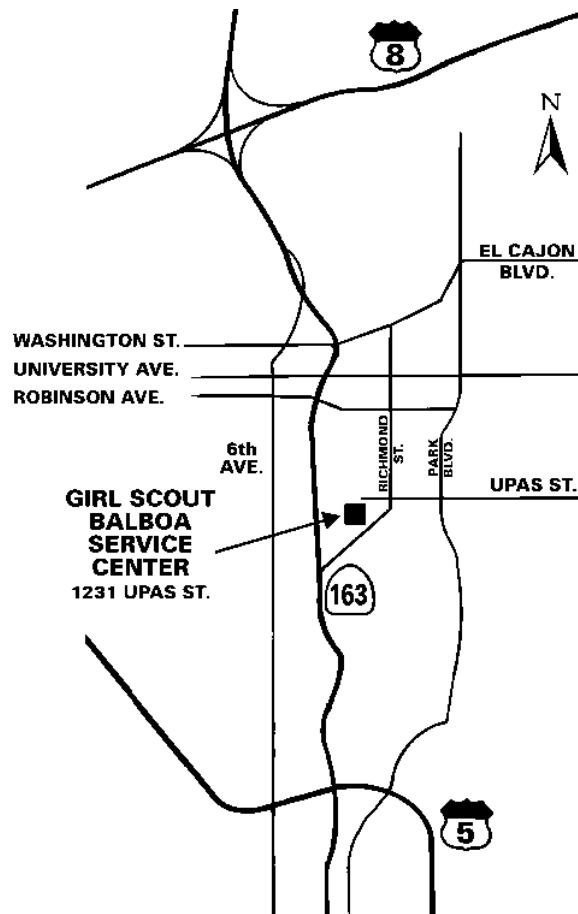 8
N
EL CAJON
BLVD.
WASHINGTON ST.
UNIVERSITY AVE.
ROBINSON AVE.
6th
AVE.
RICHMOND
ST.
PARK
BLVD.
UPAS ST.
GIRL SCOUT
BALBOA
SERVICE
CENTER
1231 UPAS ST.
163
5